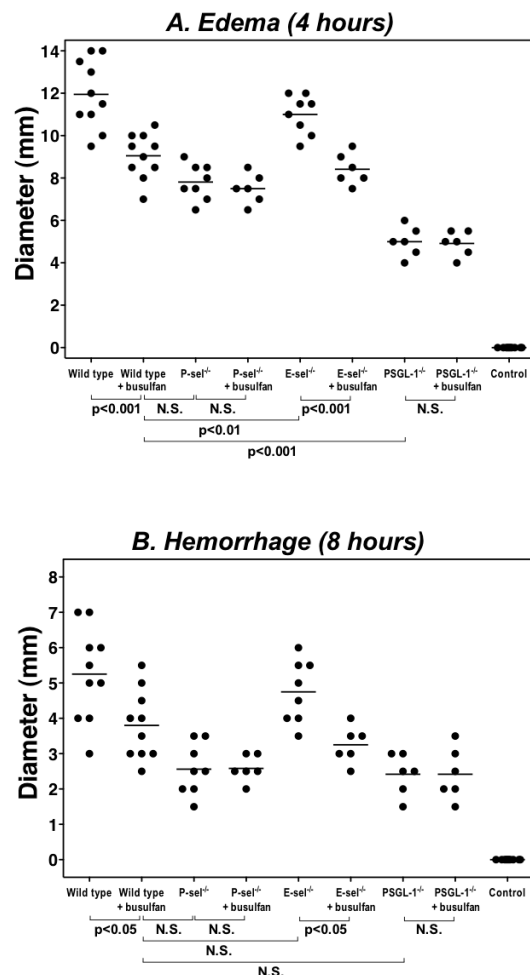 A. Edema (4 hours)
Diameter (mm)
14
12
10
8
6
4
2
0
Wild type
Wild type + busulfan
P-sel-/-
P-sel-/- + busulfan
E-sel-/-
E-sel-/- + busulfan
PSGL-1-/-
PSGL-1-/- + busulfan
Control
p<0.001
N.S.
N.S.
p<0.001
N.S.
p<0.01
p<0.001
B. Hemorrhage (8 hours)
Diameter (mm)
8
7
6
5
4
3
2
1
0
Wild type
Wild type + busulfan
P-sel-/-
P-sel-/- + busulfan
E-sel-/-
E-sel-/- + busulfan
PSGL-1-/-
PSGL-1-/- + busulfan
Control
p<0.05
N.S.
N.S.
p<0.05
N.S.
N.S.
N.S.